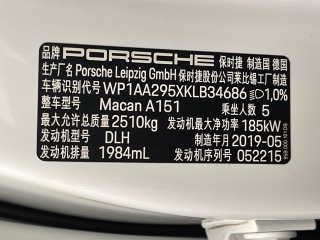 品牌 PORSCHE 保时捷 制造国 德国
生产厂名 Porsche Leipzig GmbH 保时捷股份公司莱比锡工厂制造
车辆识别代号 WP1AA295XKLB34686 1,0%
整车型号 Macan A151 乘坐人数 5
最大允许总质量 2510kg 发动机最大净功率 185kW
发动机型号 DLH 制造年月 2019-05
发动机排量 1984mL 发动机序列号 052215